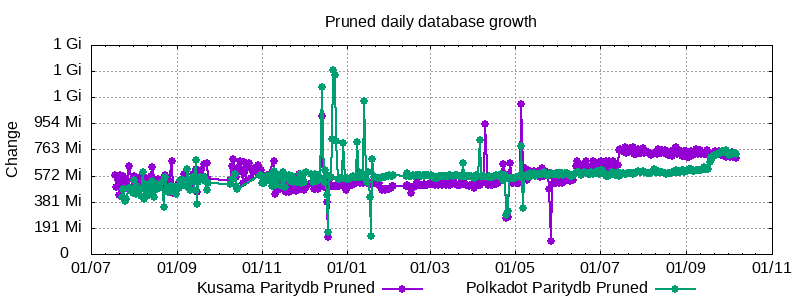 Pruned daily database growth
1 Gi
1 Gi
1 Gi
954 Mi
763 Mi
572 Mi
381 Mi
191 Mi
0
Change
01/07 01/09 01/11 01/01 01/03 01/05 01/07 01/09 01/11
Kusama Paritydb Pruned Polkadot Paritydb Pruned